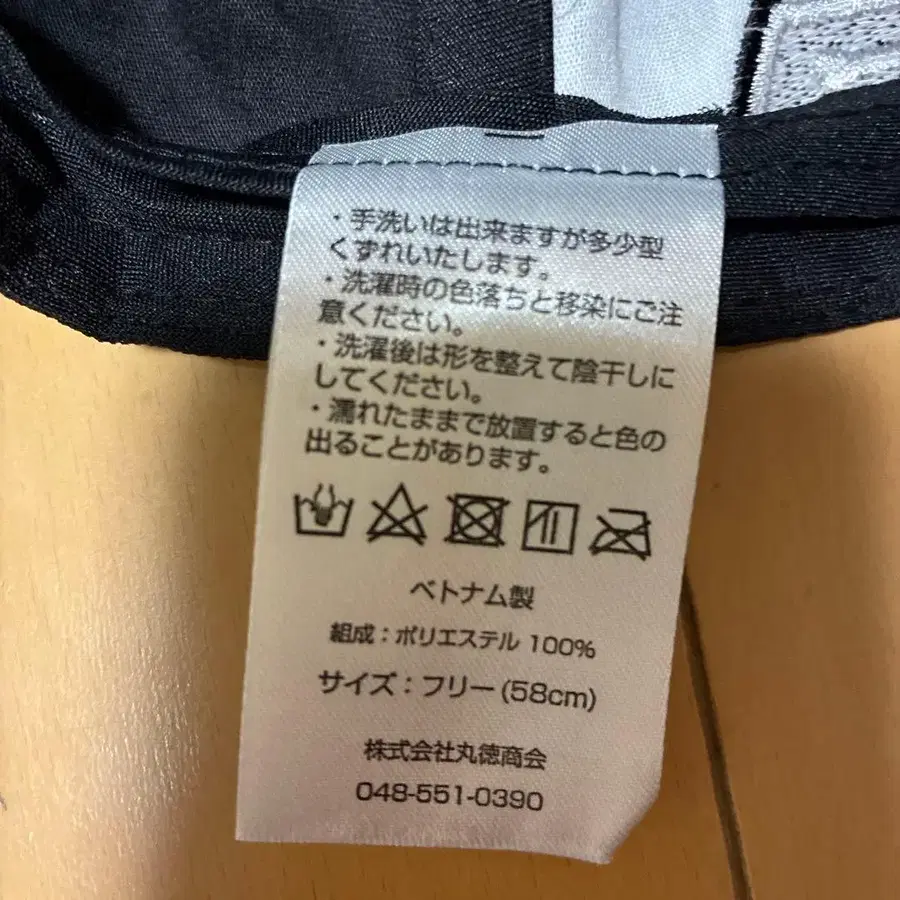 ・手洗いは出来ますが多少型
くずれいたします。
・洗濯時の色落ちと移染にご注
意ください。
・洗濯後は形を整えて陰干しに
してください。
・濡れたままで放置すると色の
出ることがあります。
ベトナム製
組成：ポリエステル 100%
サイズ：フリー (58cm)
株式会社丸徳商会
048-551-0390